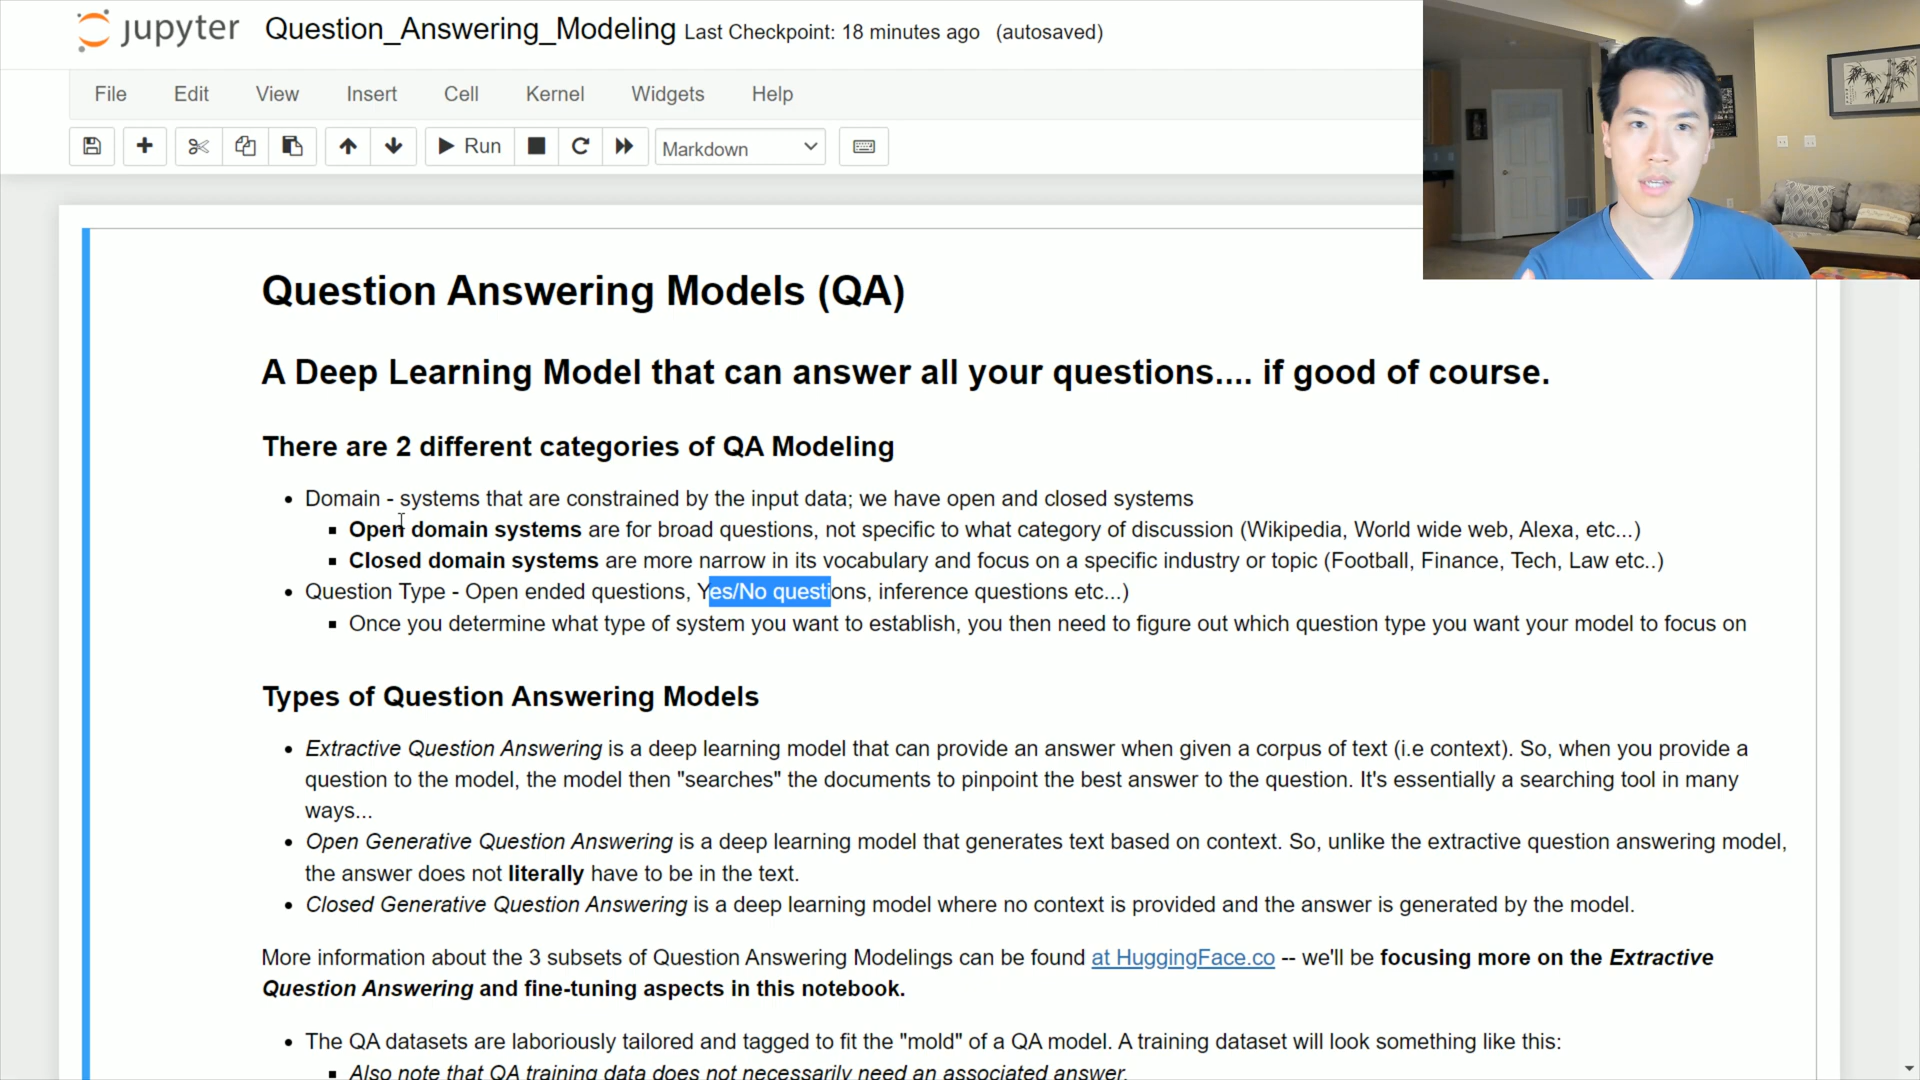 jupyter Question_Answering_Modeling Last Checkpoint: 18 minutes ago (autosaved)
File Edit View Insert Cell Kernel Widgets Help
Run Markdown
Question Answering Models (QA)
A Deep Learning Model that can answer all your questions.... if good of course.
There are 2 different categories of QA Modeling
• Domain - systems that are constrained by the input data; we have open and closed systems
▪ Open domain systems are for broad questions, not specific to what category of discussion (Wikipedia, World wide web, Alexa, etc...)
▪ Closed domain systems are more narrow in its vocabulary and focus on a specific industry or topic (Football, Finance, Tech, Law etc..)
• Question Type - Open ended questions, Yes/No questions, inference questions etc...)
▪ Once you determine what type of system you want to establish, you then need to figure out which question type you want your model to focus on
Types of Question Answering Models
• Extractive Question Answering is a deep learning model that can provide an answer when given a corpus of text (i.e context). So, when you provide a
question to the model, the model then "searches" the documents to pinpoint the best answer to the question. It's essentially a searching tool in many
ways...
• Open Generative Question Answering is a deep learning model that generates text based on context. So, unlike the extractive question answering model,
the answer does not literally have to be in the text.
• Closed Generative Question Answering is a deep learning model where no context is provided and the answer is generated by the model.
More information about the 3 subsets of Question Answering Modelings can be found at HuggingFace.co -- we'll be focusing more on the Extractive
Question Answering and fine-tuning aspects in this notebook.
• The QA datasets are laboriously tailored and tagged to fit the "mold" of a QA model. A training dataset will look something like this:
▪ Also note that QA training data does not necessarily need an associated answer.